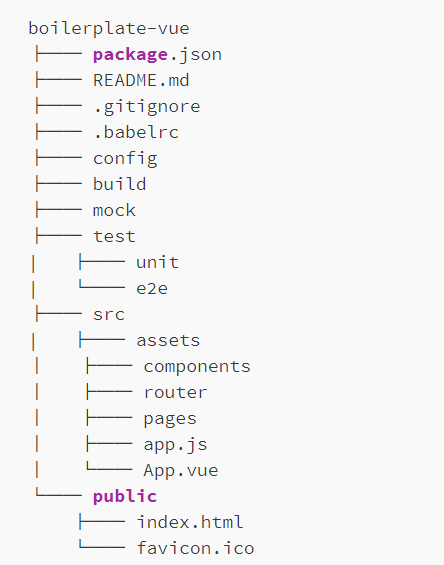 boilerplate-vue
├── package.json
├── README.md
├── .gitignore
├── .babelrc
├── config
├── build
├── mock
├── test
|   ├── unit
|   └── e2e
├── src
|   ├── assets
|    ├── components
|    ├── router
|    ├── pages
|    ├── app.js
|    └── App.vue
└── public
    ├── index.html
    └── favicon.ico